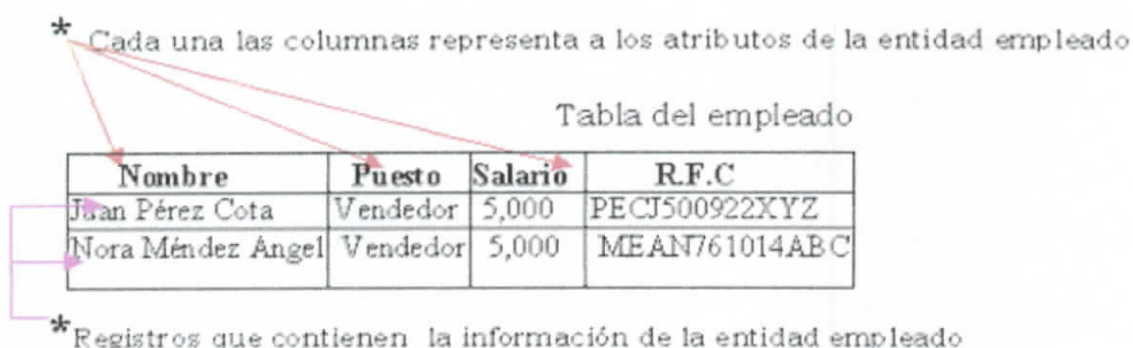 * Cada una las columnas representa a los atributos de la entidad empleado
Tabla del empleado
Nombre Puesto Salario R.F.C
Juan Pérez Cota Vendedor 5,000 PECJ500922XYZ
Nora Méndez Angel Vendedor 5,000 MEAN761014ABC
* Registros que contienen la información de la entidad empleado